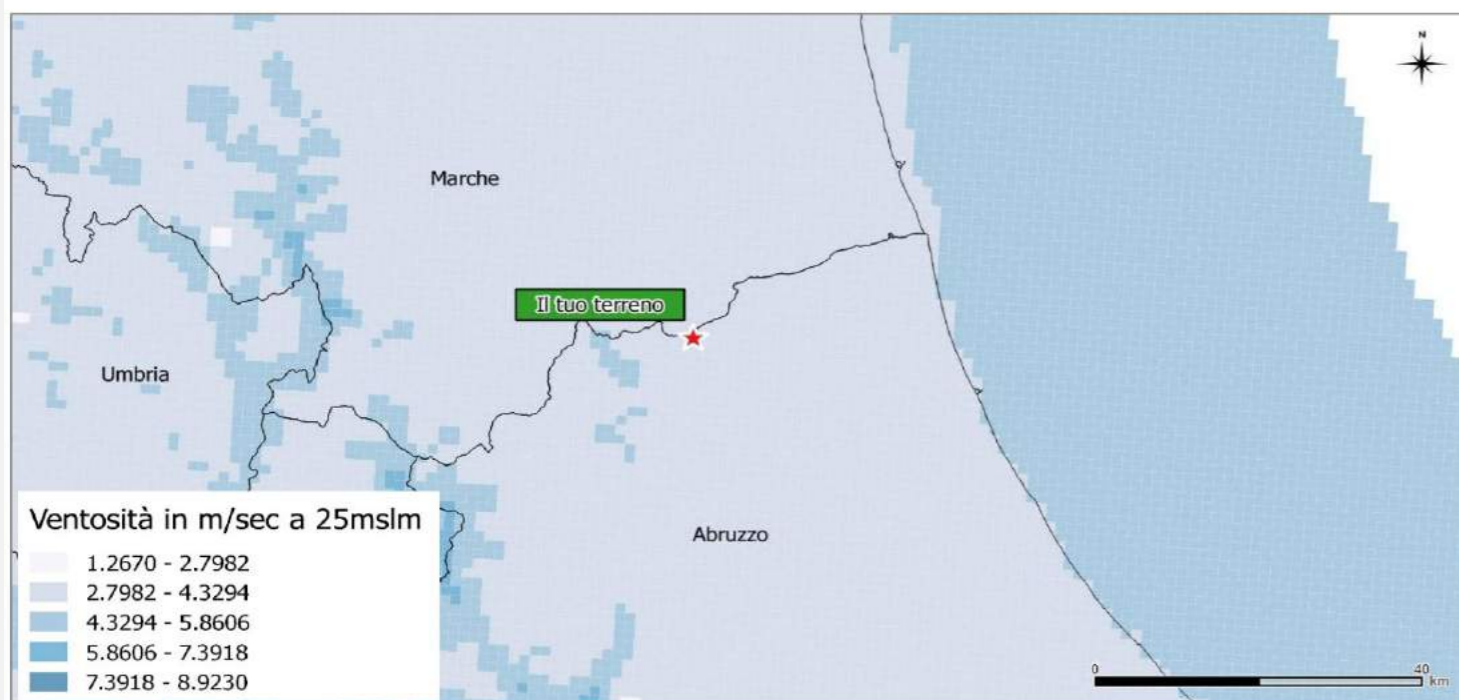 N
Marche
Il tuo terreno
Umbria
Abruzzo
Ventosità in m/sec a 25mslm
1.2670 - 2.7982
2.7982 - 4.3294
4.3294 - 5.8606
5.8606 - 7.3918
7.3918 - 8.9230
0 40
km